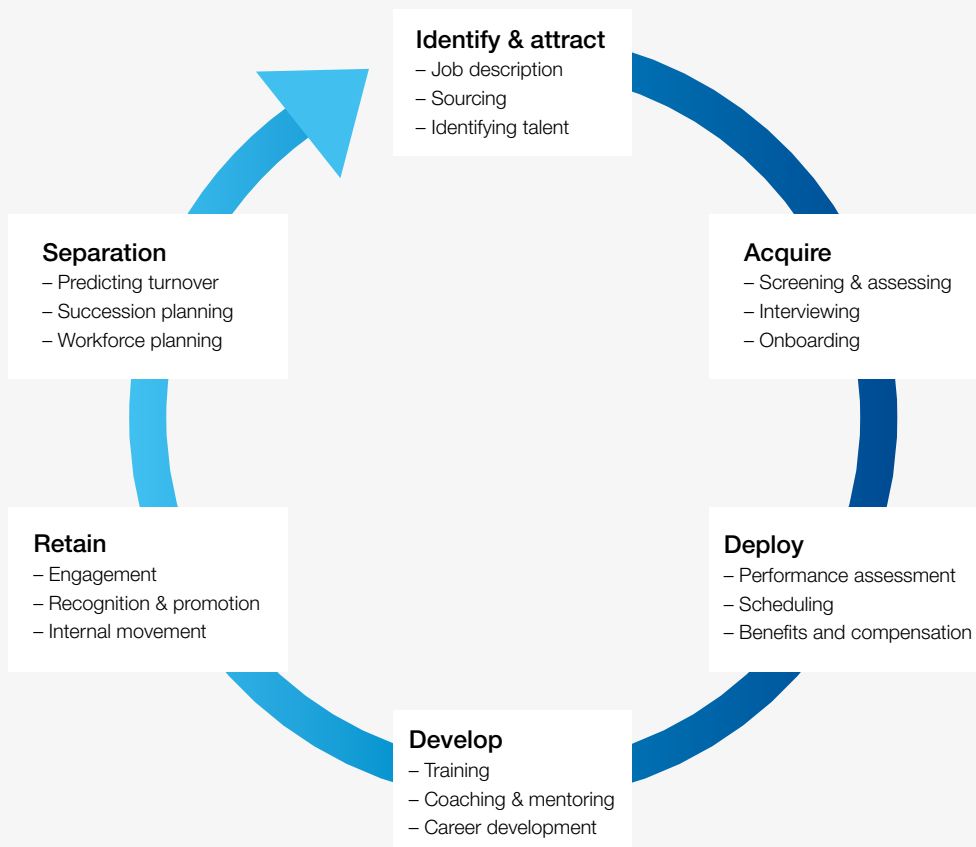 Identify & attract
– Job description
– Sourcing
– Identifying talent
Acquire
– Screening & assessing
– Interviewing
– Onboarding
Deploy
– Performance assessment
– Scheduling
– Benefits and compensation
Develop
– Training
– Coaching & mentoring
– Career development
Retain
– Engagement
– Recognition & promotion
– Internal movement
Separation
– Predicting turnover
– Succession planning
– Workforce planning